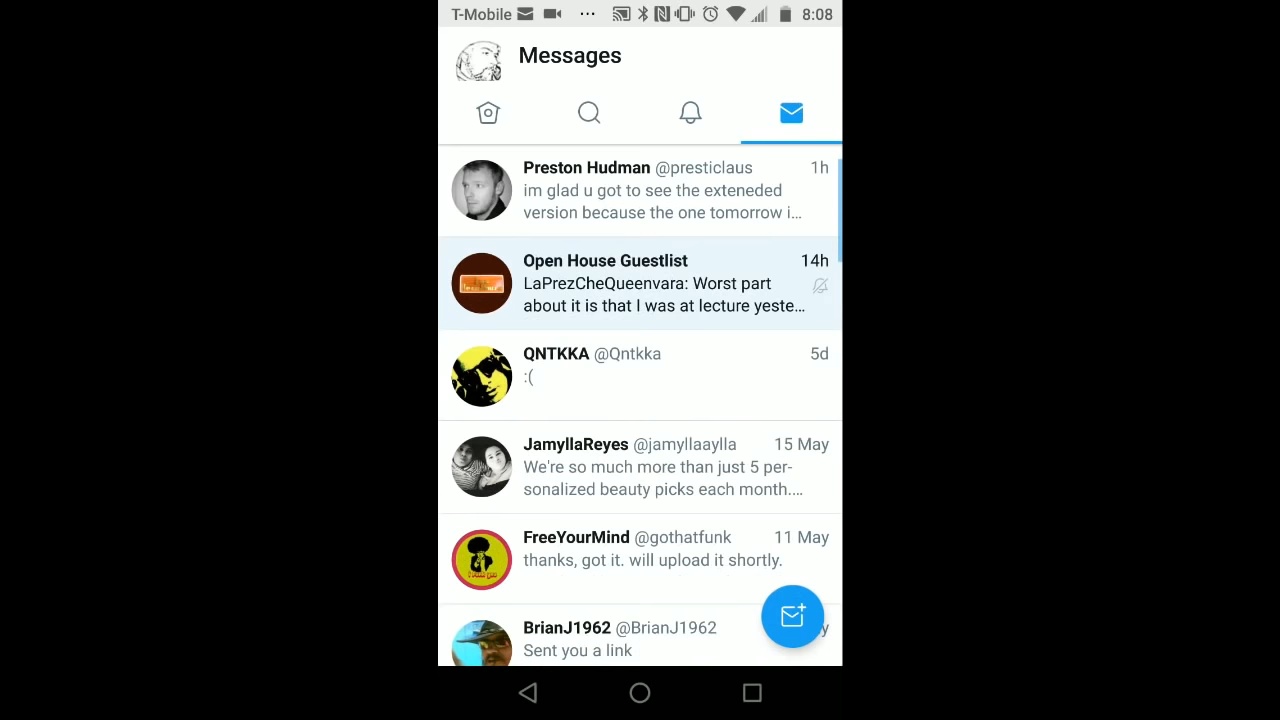 T-Mobile ... 8:08
Messages
Preston Hudman @presticlaus 1h
im glad u got to see the exteneded
version because the one tomorrow i...
Open House Guestlist 14h
LaPrezCheQueenvara: Worst part
about it is that I was at lecture yeste...
QNTKKA @Qntkka 5d
:(
JamyllaReyes @jamyllaaylla 15 May
We're so much more than just 5 per-
sonalized beauty picks each month....
FreeYourMind @gothatfunk 11 May
thanks, got it. will upload it shortly.
BrianJ1962 @BrianJ1962
Sent you a link